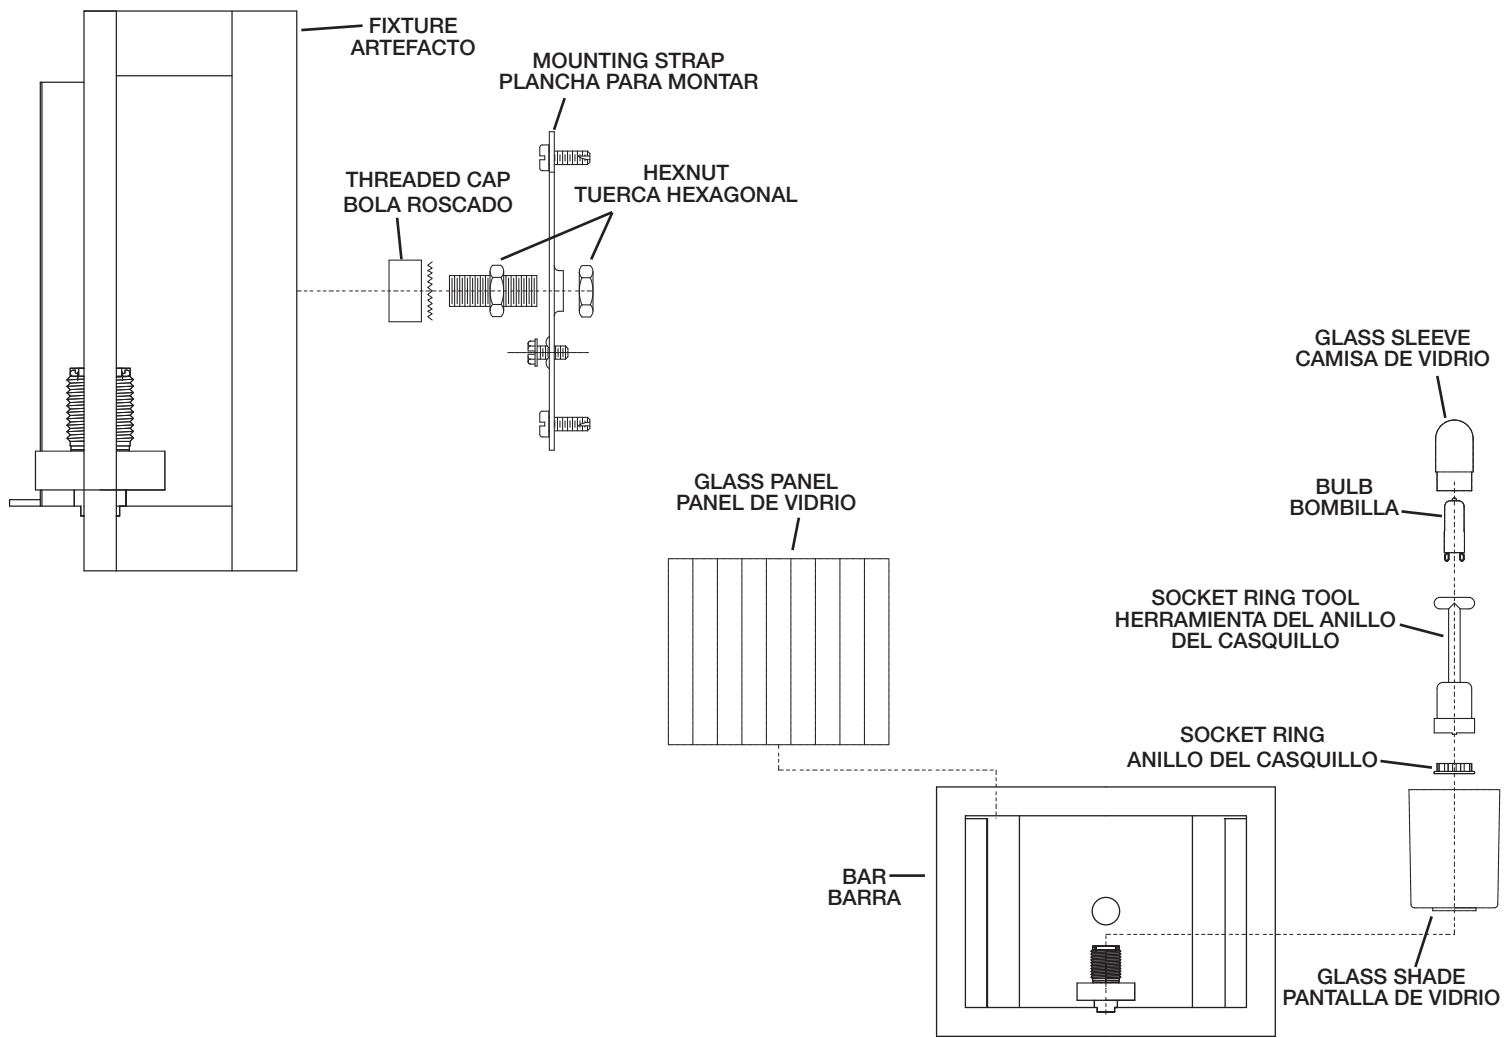 FIXTURE
ARTEFACTO
MOUNTING STRAP
PLANCHA PARA MONTAR
THREADED CAP
BOLA ROSCADO
HEXNUT
TUERCA HEXAGONAL
GLASS SLEEVE
CAMISA DE VIDRIO
GLASS PANEL
PANEL DE VIDRIO
BULB
BOMBILLA
SOCKET RING TOOL
HERRAMIENTA DEL ANILLO
DEL CASQUILLO
SOCKET RING
ANILLO DEL CASQUILLO
BAR
BARRA
GLASS SHADE
PANTALLA DE VIDRIO